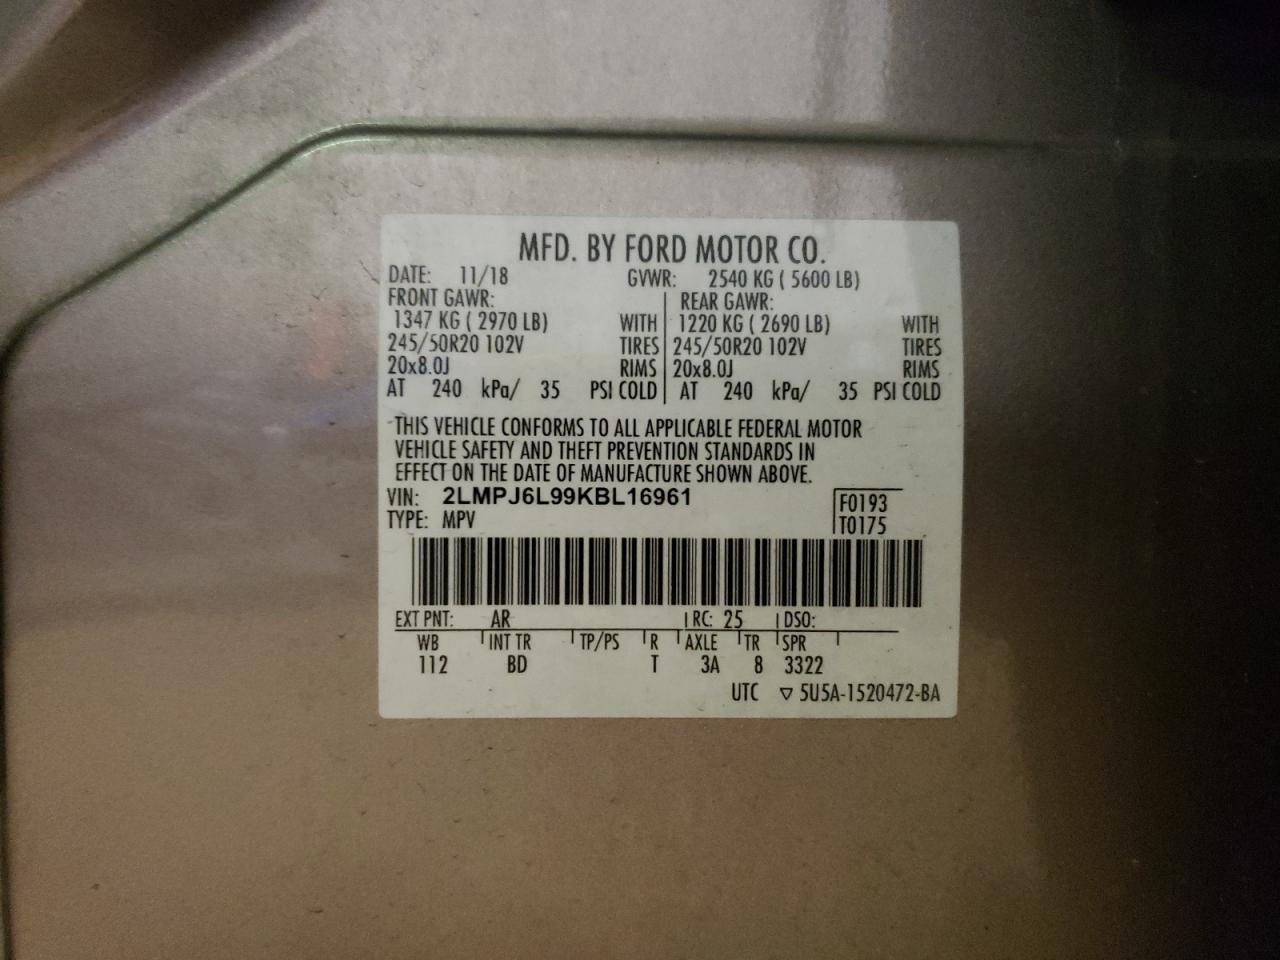 MFD. BY FORD MOTOR CO.
DATE: 11/18 GVWR: 2540 KG ( 5600 LB)
FRONT GAWR: REAR GAWR:
1347 KG ( 2970 LB) WITH 1220 KG ( 2690 LB) WITH
245/50R20 102V TIRES 245/50R20 102V TIRES
20x8.0J RIMS 20x8.0J RIMS
AT 240 kPa/ 35 PSI COLD AT 240 kPa/ 35 PSI COLD
THIS VEHICLE CONFORMS TO ALL APPLICABLE FEDERAL MOTOR
VEHICLE SAFETY AND THEFT PREVENTION STANDARDS IN
EFFECT ON THE DATE OF MANUFACTURE SHOWN ABOVE.
VIN: 2LMPJ6L99KBL16961 F0193
TYPE: MPV T0175
EXT PNT: AR RC: 25 DSO:
WB INT TR TP/PS R AXLE TR SPR
112 BD T 3A 8 3322
UTC ▽ 5U5A-1520472-BA